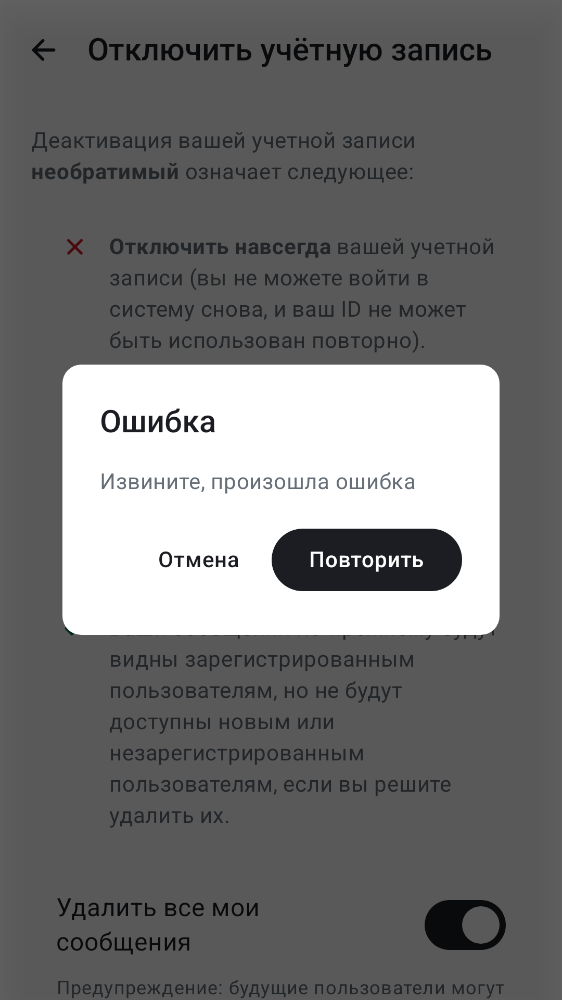 Отключить учётную запись
Деактивация вашей учетной записи
необратимый означает следующее:
Отключить навсегда вашей учетной
записи (вы не можете войти в
систему снова, и ваш ID не может
быть использован повторно).
Ошибка
Извините, произошла ошибка
Отмена
Повторить
видны зарегистрированным
пользователям, но не будут
доступны новым или
незарегистрированным
пользователям, если вы решите
удалить их.
Удалить все мои
сообщения
Предупреждение: будущие пользователи могут